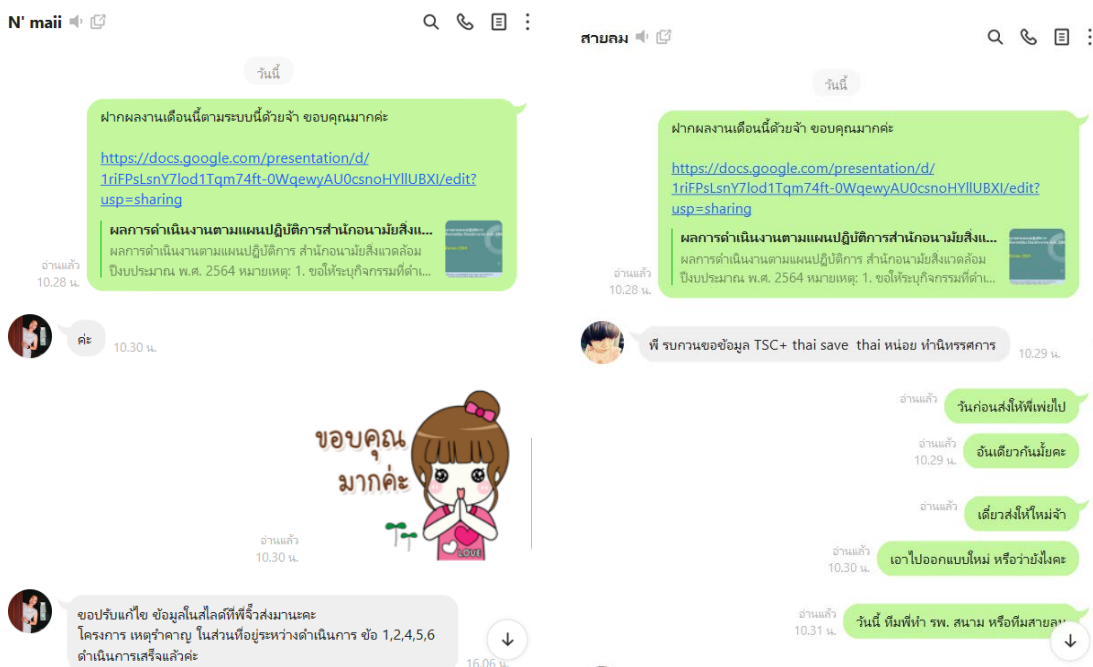 N' maii
วันนี้
ฝากผลงานเดือนนี้ตามระบบนี้ด้วยจ้า ขอบคุณมากค่ะ
https://docs.google.com/presentation/d/
1riFPsLsnY7lod1Tqm74ft-0WqewyAU0csnoHYllUBXI/edit?
usp=sharing
ผลการดำเนินงานตามแผนปฏิบัติการสำนักอนามัยสิ่งแ...
ผลการดำเนินงานตามแผนปฏิบัติการ สำนักอนามัยสิ่งแวดล้อม
ปีงบประมาณ พ.ศ. 2564 หมายเหตุ: 1. ขอให้ระบุกิจกรรมที่ดำเ...
อ่านแล้ว
10.28 น.
ค่ะ
10.30 น.
ขอบคุณ
มากค่ะ
LOVE
อ่านแล้ว
10.30 น.
ขอปรับแก้ไข ข้อมูลในสไลด์ที่พี่จิ๋วส่งมานะคะ
โครงการ เหตุรำคาญ ในส่วนที่อยู่ระหว่างดำเนินการ ข้อ 1,2,4,5,6
ดำเนินการเสร็จแล้วค่ะ
16.06 น.
สายลม
วันนี้
ฝากผลงานเดือนนี้ด้วยจ้า ขอบคุณมากค่ะ
https://docs.google.com/presentation/d/
1riFPsLsnY7lod1Tqm74ft-0WqewyAU0csnoHYllUBXI/edit?
usp=sharing
ผลการดำเนินงานตามแผนปฏิบัติการสำนักอนามัยสิ่งแ...
ผลการดำเนินงานตามแผนปฏิบัติการ สำนักอนามัยสิ่งแวดล้อม
ปีงบประมาณ พ.ศ. 2564 หมายเหตุ: 1. ขอให้ระบุกิจกรรมที่ดำเ...
อ่านแล้ว
10.28 น.
พี่ รบกวนขอข้อมูล TSC+ thai save thai หน่อย ทำนิทรรศการ
10.29 น.
อ่านแล้ว
วันก่อนส่งให้พี่เพ่ยไป
อ่านแล้ว
10.29 น.
อันเดียวกันมั้ยคะ
อ่านแล้ว
เดี่ยวส่งให้ใหม่จ้า
อ่านแล้ว
10.30 น.
เอาไปออกแบบใหม่ หรือว่ายังไงคะ
อ่านแล้ว
10.31 น.
วันนี้ ทีมพี่ทำ รพ. สนาม หรือทีมสายลม